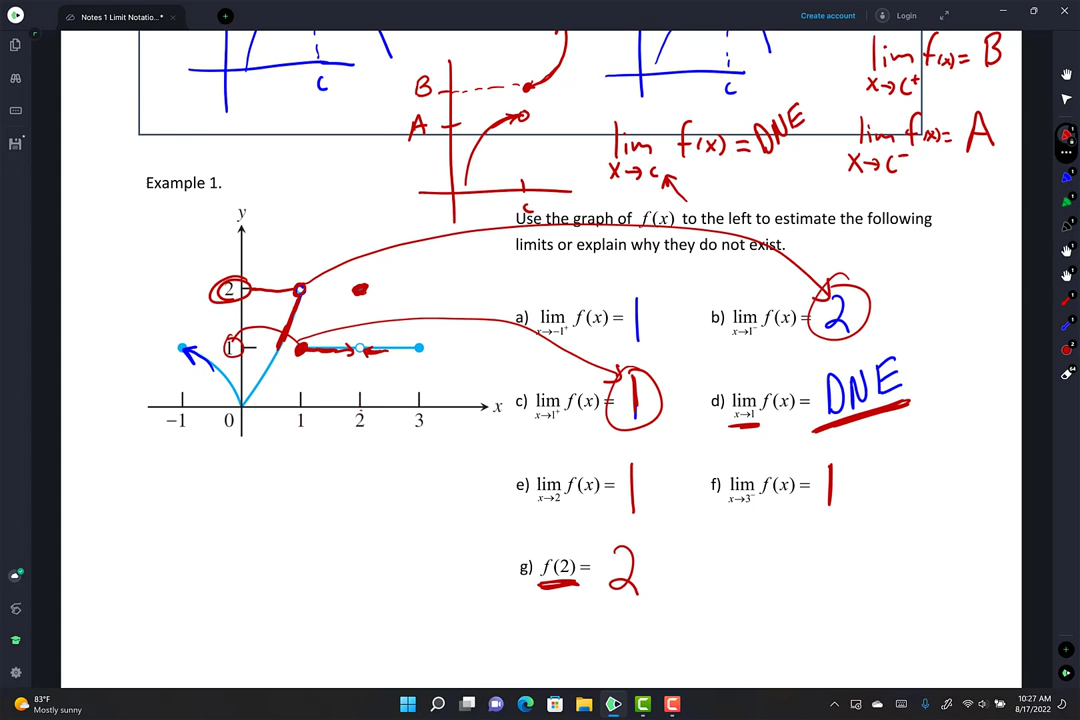 Notes 1 Limit Notatio...*
Create account
Login
C
B
A
C
C
lim f(x) = B
x→c⁺
lim f(x) = DNE
x→c
lim f(x) = A
x→c⁻
Example 1.
Use the graph of f(x) to the left to estimate the following
limits or explain why they do not exist.
y
2
1
−1 0 1 2 3 x
a) lim f(x) = 1
x→−1⁺
b) lim f(x) = 2
x→1⁻
c) lim f(x) = 1
x→1⁺
d) lim f(x) = DNE
x→1
e) lim f(x) = 1
x→2
f) lim f(x) = 1
x→3⁻
g) f(2) = 2
83°F
Mostly sunny
10:27 AM
8/17/2022